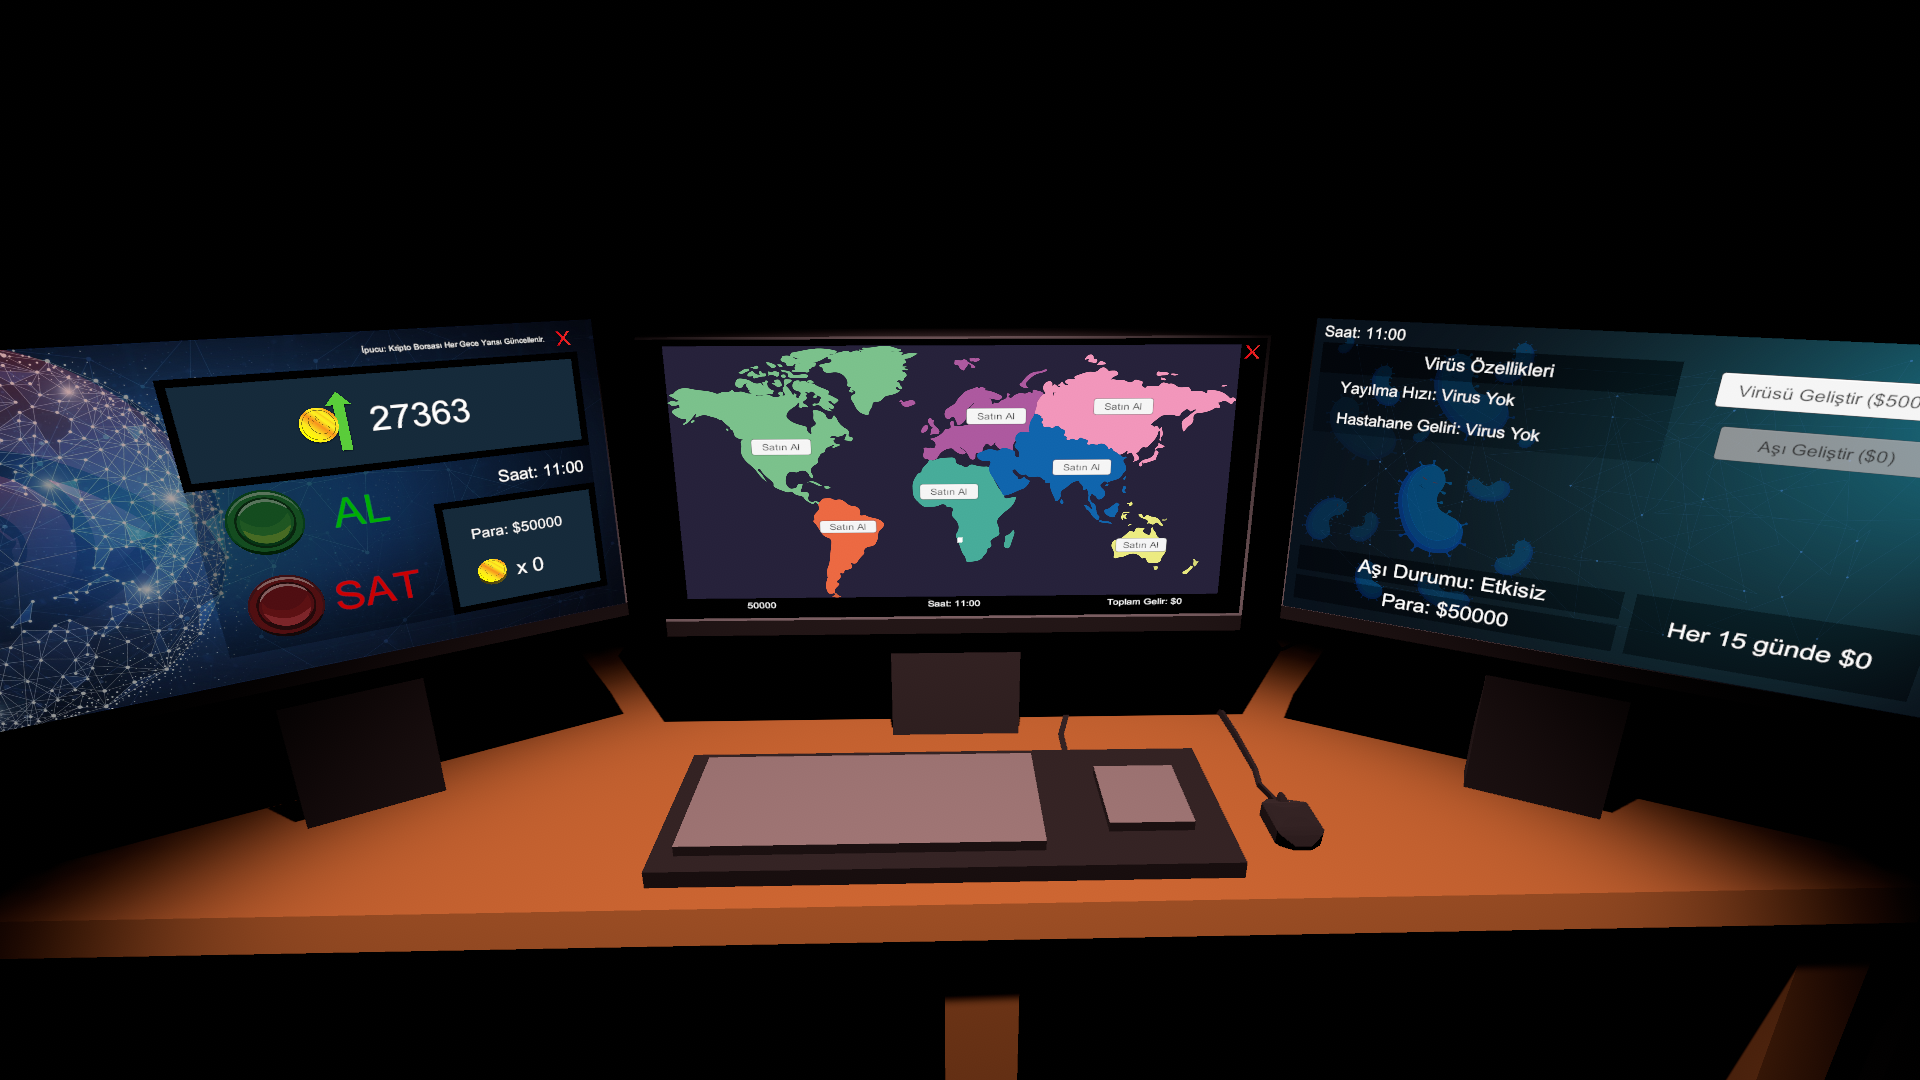 İpucu: Kripto Borsası Her Gece Yarısı Güncellenir.
X
27363
Saat: 11:00
AL
SAT
Para: $50000
x 0
X
Satın Al
Satın Al
Satın Al
Satın Al
Satın Al
Satın Al
Satın Al
50000
Saat: 11:00
Toplam Gelir: $0
Saat: 11:00
Virüs Özellikleri
Yayılma Hızı: Virus Yok
Hastahane Geliri: Virus Yok
Virüsü Geliştir ($500
Aşı Geliştir ($0)
Aşı Durumu: Etkisiz
Para: $50000
Her 15 günde $0